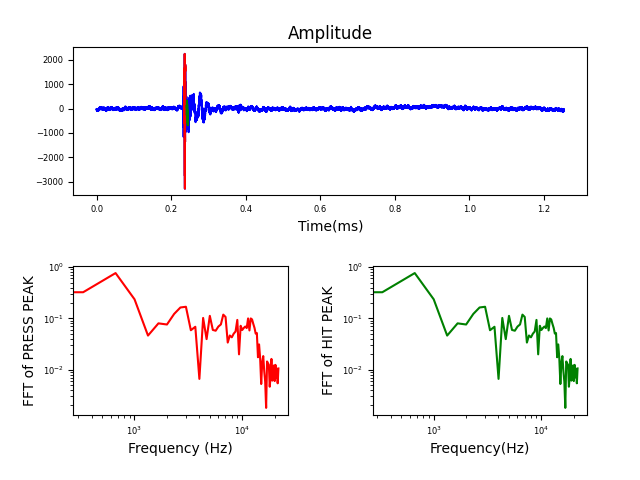 Amplitude
2000
1000
0
−1000
−2000
−3000
0.0 0.2 0.4 0.6 0.8 1.0 1.2
Time(ms)
FFT of PRESS PEAK
10⁰
10⁻¹
10⁻²
10³ 10⁴
Frequency (Hz)
FFT of HIT PEAK
10⁰
10⁻¹
10⁻²
10³ 10⁴
Frequency(Hz)